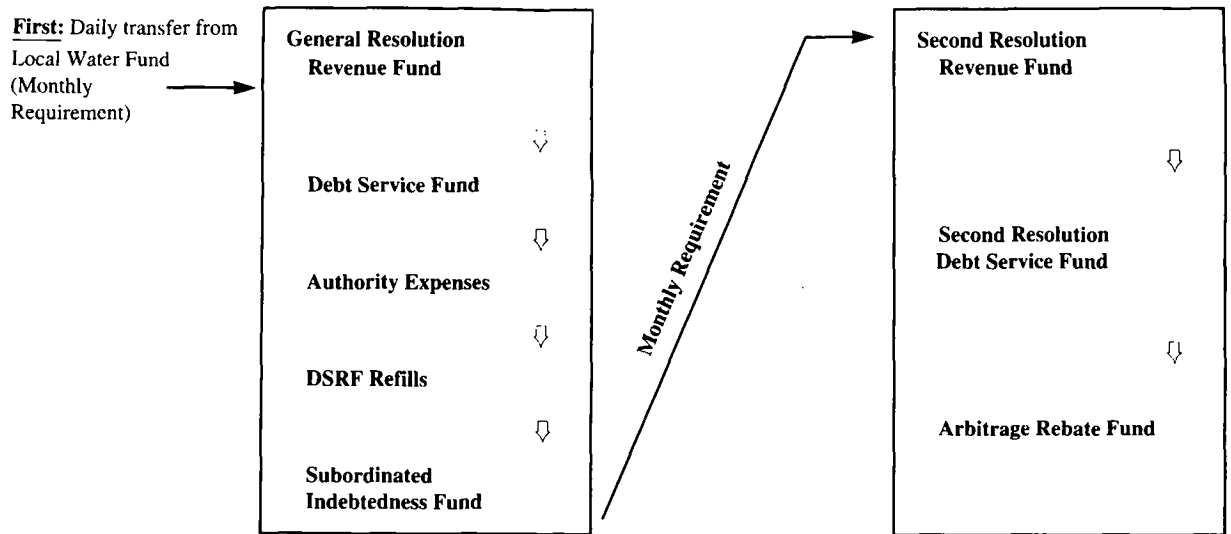 First: Daily transfer from
Local Water Fund
(Monthly
Requirement)
General Resolution
Revenue Fund
Debt Service Fund
Authority Expenses
DSRF Refills
Subordinated
Indebtedness Fund
Monthly Requirement
Second Resolution
Revenue Fund
Second Resolution
Debt Service Fund
Arbitrage Rebate Fund